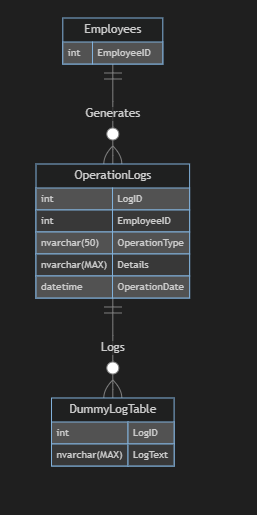 Employees
int EmployeeID
Generates
OperationLogs
int LogID
int EmployeeID
nvarchar(50) OperationType
nvarchar(MAX) Details
datetime OperationDate
Logs
DummyLogTable
int LogID
nvarchar(MAX) LogText